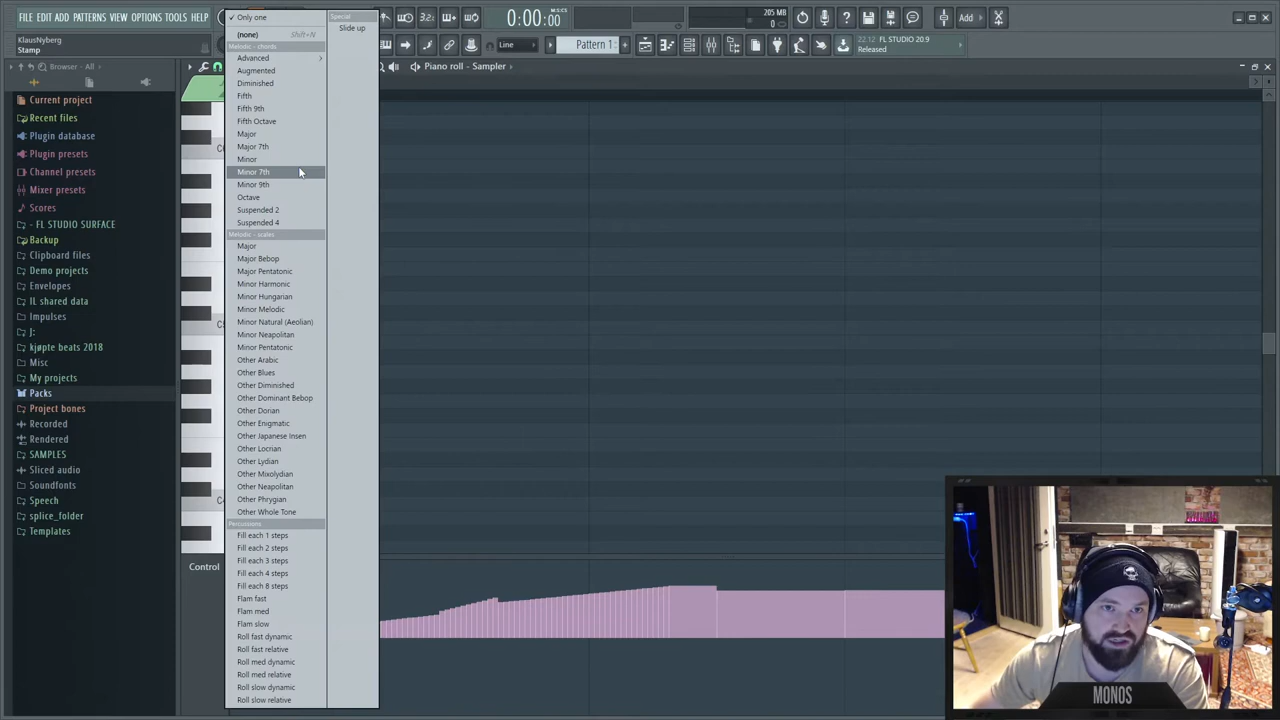 FILE EDIT ADD PATTERNS VIEW OPTIONS TOOLS HELP
KlausNyberg
Stamp
0:00:00
205 MB
0
Line
Pattern 1
Add
22.12 FL STUDIO 20.9
Released
Browser - All
Piano roll - Sampler
Current project
Recent files
Plugin database
Plugin presets
Channel presets
Mixer presets
Scores
- FL STUDIO SURFACE
Backup
Clipboard files
Demo projects
Envelopes
IL shared data
Impulses
J:
kjøpte beats 2018
Misc
My projects
Packs
Project bones
Recorded
Rendered
SAMPLES
Sliced audio
Soundfonts
Speech
splice_folder
Templates
Only one
(none) Shift+N
Melodic - chords
Advanced
Augmented
Diminished
Fifth
Fifth 9th
Fifth Octave
Major
Major 7th
Minor
Minor 7th
Minor 9th
Octave
Suspended 2
Suspended 4
Melodic - scales
Major
Major Bebop
Major Pentatonic
Minor Harmonic
Minor Hungarian
Minor Melodic
Minor Natural (Aeolian)
Minor Neapolitan
Minor Pentatonic
Other Arabic
Other Blues
Other Diminished
Other Dominant Bebop
Other Dorian
Other Enigmatic
Other Japanese Insen
Other Locrian
Other Lydian
Other Mixolydian
Other Neapolitan
Other Phrygian
Other Whole Tone
Percussions
Fill each 1 steps
Fill each 2 steps
Fill each 3 steps
Fill each 4 steps
Fill each 8 steps
Flam fast
Flam med
Flam slow
Roll fast dynamic
Roll fast relative
Roll med dynamic
Roll med relative
Roll slow dynamic
Roll slow relative
Special
Slide up
Control
MONOS